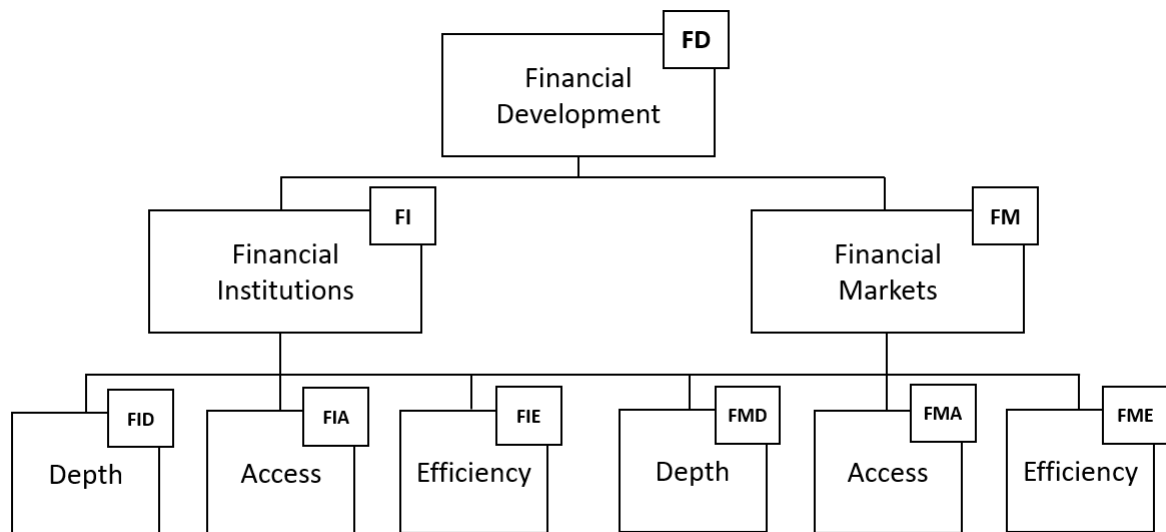 FD
Financial
Development
FI
Financial
Institutions
FM
Financial
Markets
FID
Depth
FIA
Access
FIE
Efficiency
FMD
Depth
FMA
Access
FME
Efficiency